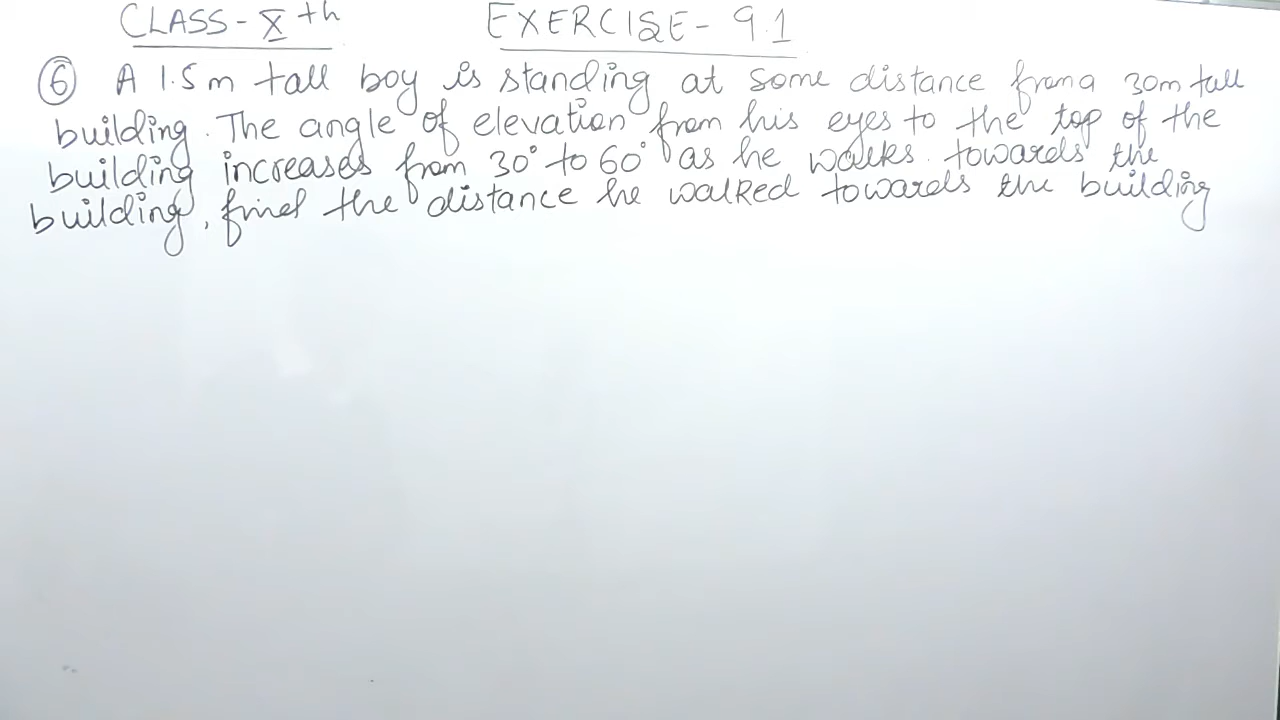 CLASS-Xth EXERCISE-9.1
⑥ A 1.5m tall boy is standing at some distance from a 30m tall
building. The angle of elevation from his eyes to the top of the
building increases from 30° to 60° as he walks. towards the
building, find the distance he walked towards the building